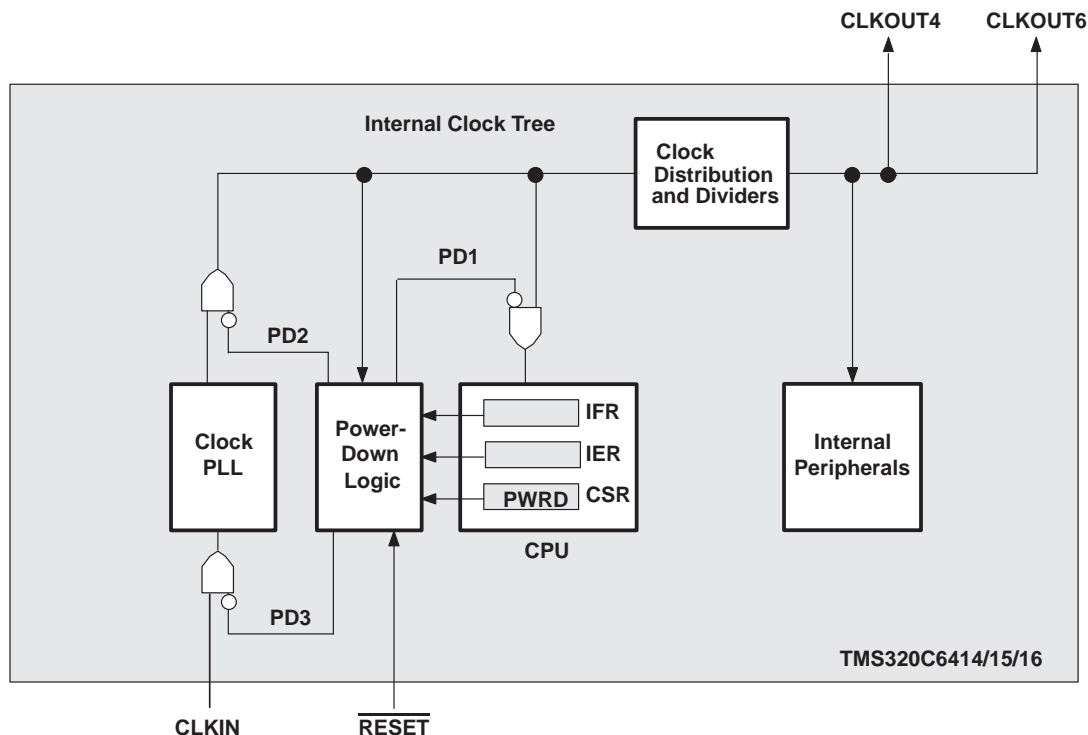 CLKOUT4 CLKOUT6
Internal Clock Tree
Clock
Distribution
and Dividers
PD1
PD2
Clock
PLL
Power-
Down
Logic
IFR
IER
PWRD CSR
CPU
Internal
Peripherals
PD3
TMS320C6414/15/16
CLKIN RESET